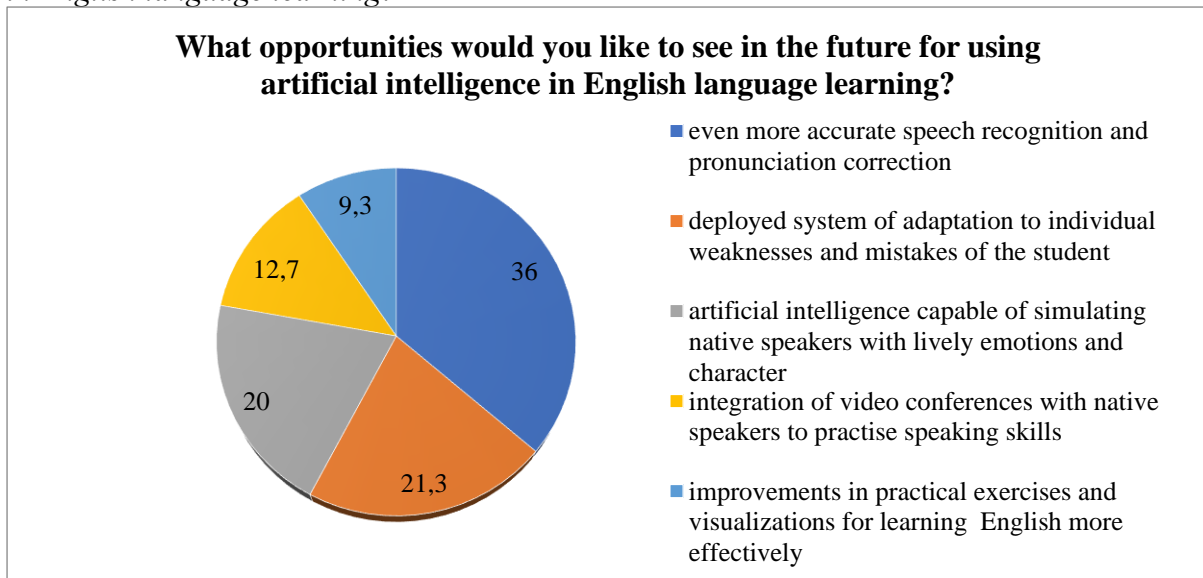 What opportunities would you like to see in the future for using
artificial intelligence in English language learning?
even more accurate speech recognition and
pronunciation correction
deployed system of adaptation to individual
weaknesses and mistakes of the student
artificial intelligence capable of simulating
native speakers with lively emotions and
character
integration of video conferences with native
speakers to practise speaking skills
improvements in practical exercises and
visualizations for learning English more
effectively
9,3
36
12,7
20
21,3